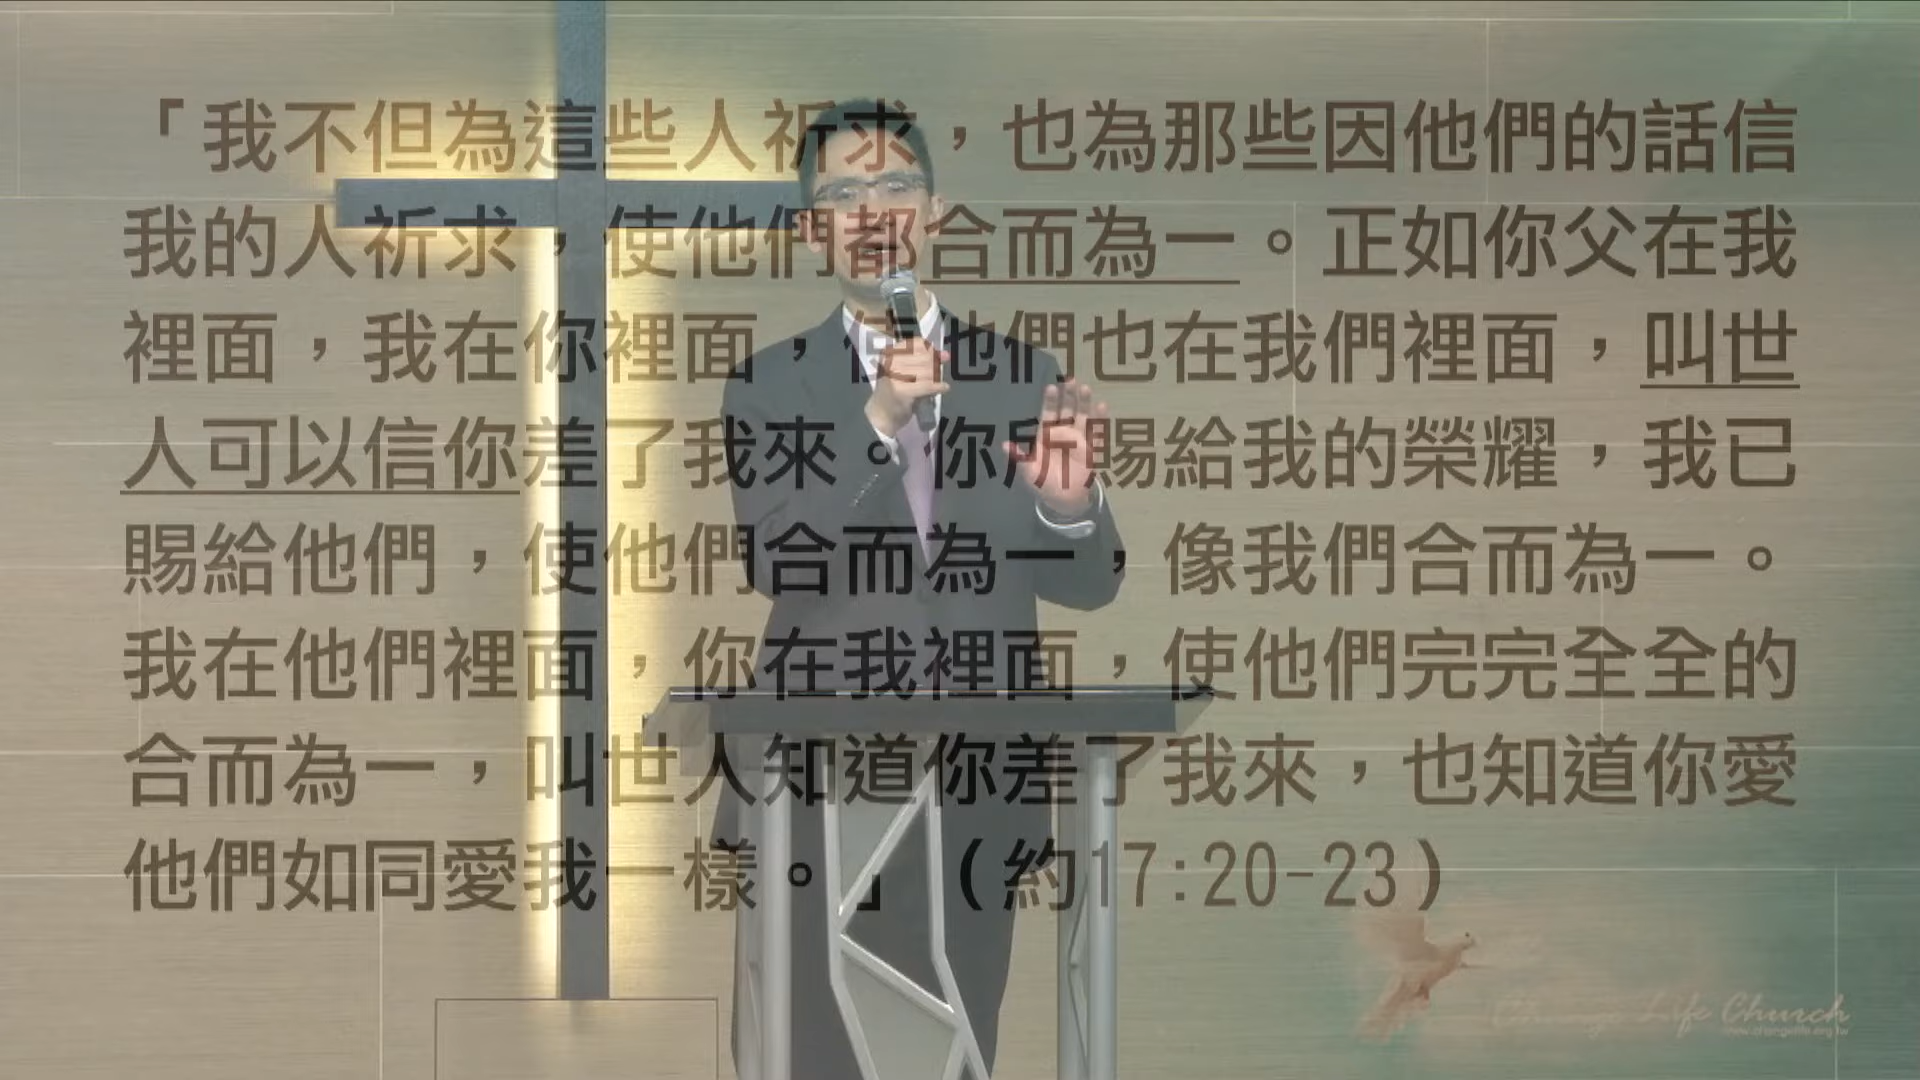 「我不但為這些人祈求，也為那些因他們的話信
我的人祈求，使他們都合而為一。正如你父在我
裡面，我在你裡面，使他們也在我們裡面，叫世
人可以信你差了我來。你所賜給我的榮耀，我已
賜給他們，使他們合而為一，像我們合而為一。
我在他們裡面，你在我裡面，使他們完完全全的
合而為一，叫世人知道你差了我來，也知道你愛
他們如同愛我一樣。」（約17:20-23）
Change Life Church
www.changelife.org.tw